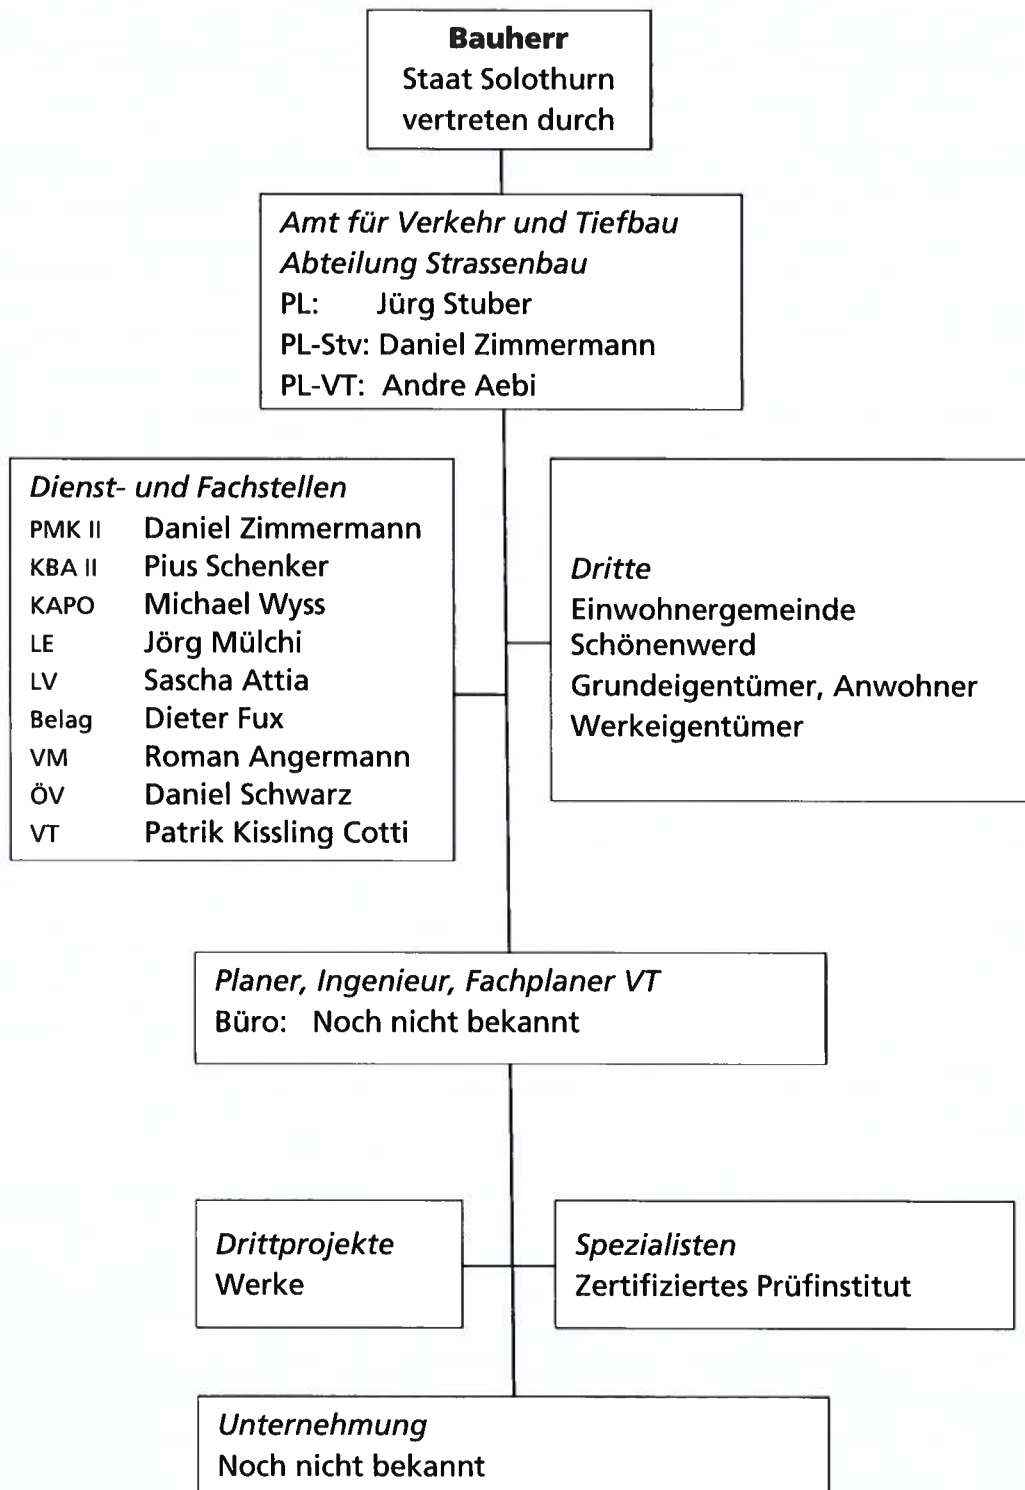 Bauherr
Staat Solothurn
vertreten durch
Amt für Verkehr und Tiefbau
Abteilung Strassenbau
PL: Jürg Stuber
PL-Stv: Daniel Zimmermann
PL-VT: Andre Aebi
Dienst- und Fachstellen
PMK II Daniel Zimmermann
KBA II Pius Schenker
KAPO Michael Wyss
LE Jörg Mülchi
LV Sascha Attia
Belag Dieter Fux
VM Roman Angermann
ÖV Daniel Schwarz
VT Patrik Kissling Cotti
Dritte
Einwohnergemeinde
Schönenwerd
Grundeigentümer, Anwohner
Werkeigentümer
Planer, Ingenieur, Fachplaner VT
Büro: Noch nicht bekannt
Drittprojekte
Werke
Spezialisten
Zertifiziertes Prüfinstitut
Unternehmung
Noch nicht bekannt